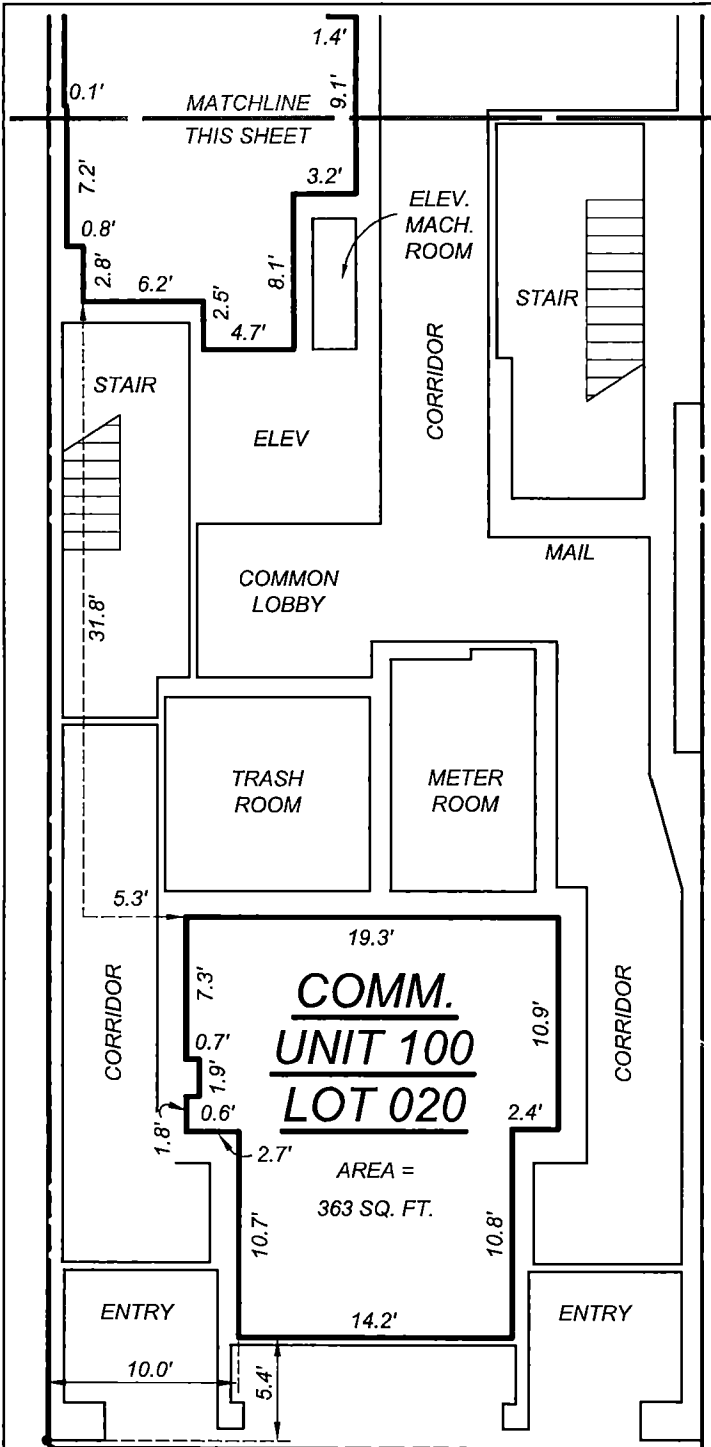 1.4'
0.1'
9.1'
MATCHLINE
THIS SHEET
7.2'
3.2'
ELEV.
MACH.
ROOM
0.8'
2.8'
6.2'
2.5'
8.1'
4.7'
STAIR
STAIR
CORRIDOR
ELEV
MAIL
COMMON
LOBBY
31.8'
TRASH
ROOM
METER
ROOM
5.3'
19.3'
7.3'
COMM.
UNIT 100
LOT 020
10.9'
CORRIDOR
CORRIDOR
0.7'
1.9'
0.6'
1.8'
2.7'
2.4'
AREA =
363 SQ. FT.
10.7'
10.8'
14.2'
ENTRY
ENTRY
10.0'
5.4'